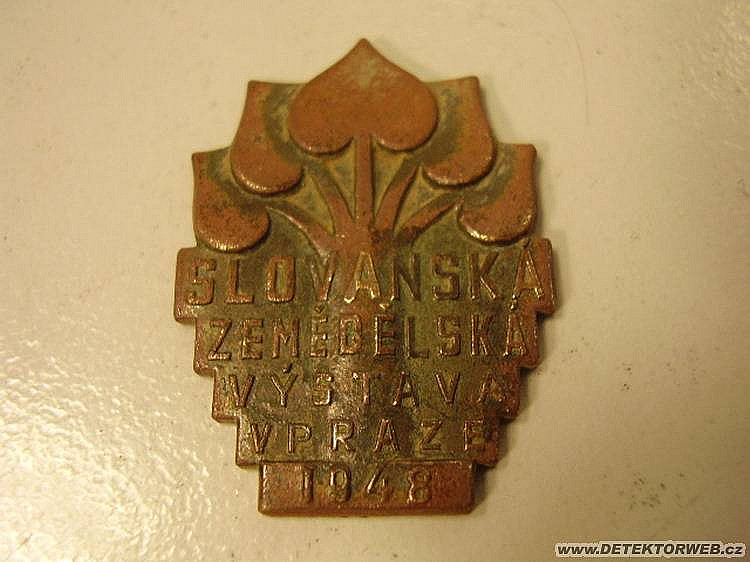 SLOVANSKÁ
ZEMĚDĚLSKÁ
VÝSTAVA
V PRAZE
1948
www.DETEKTORWEB.cz